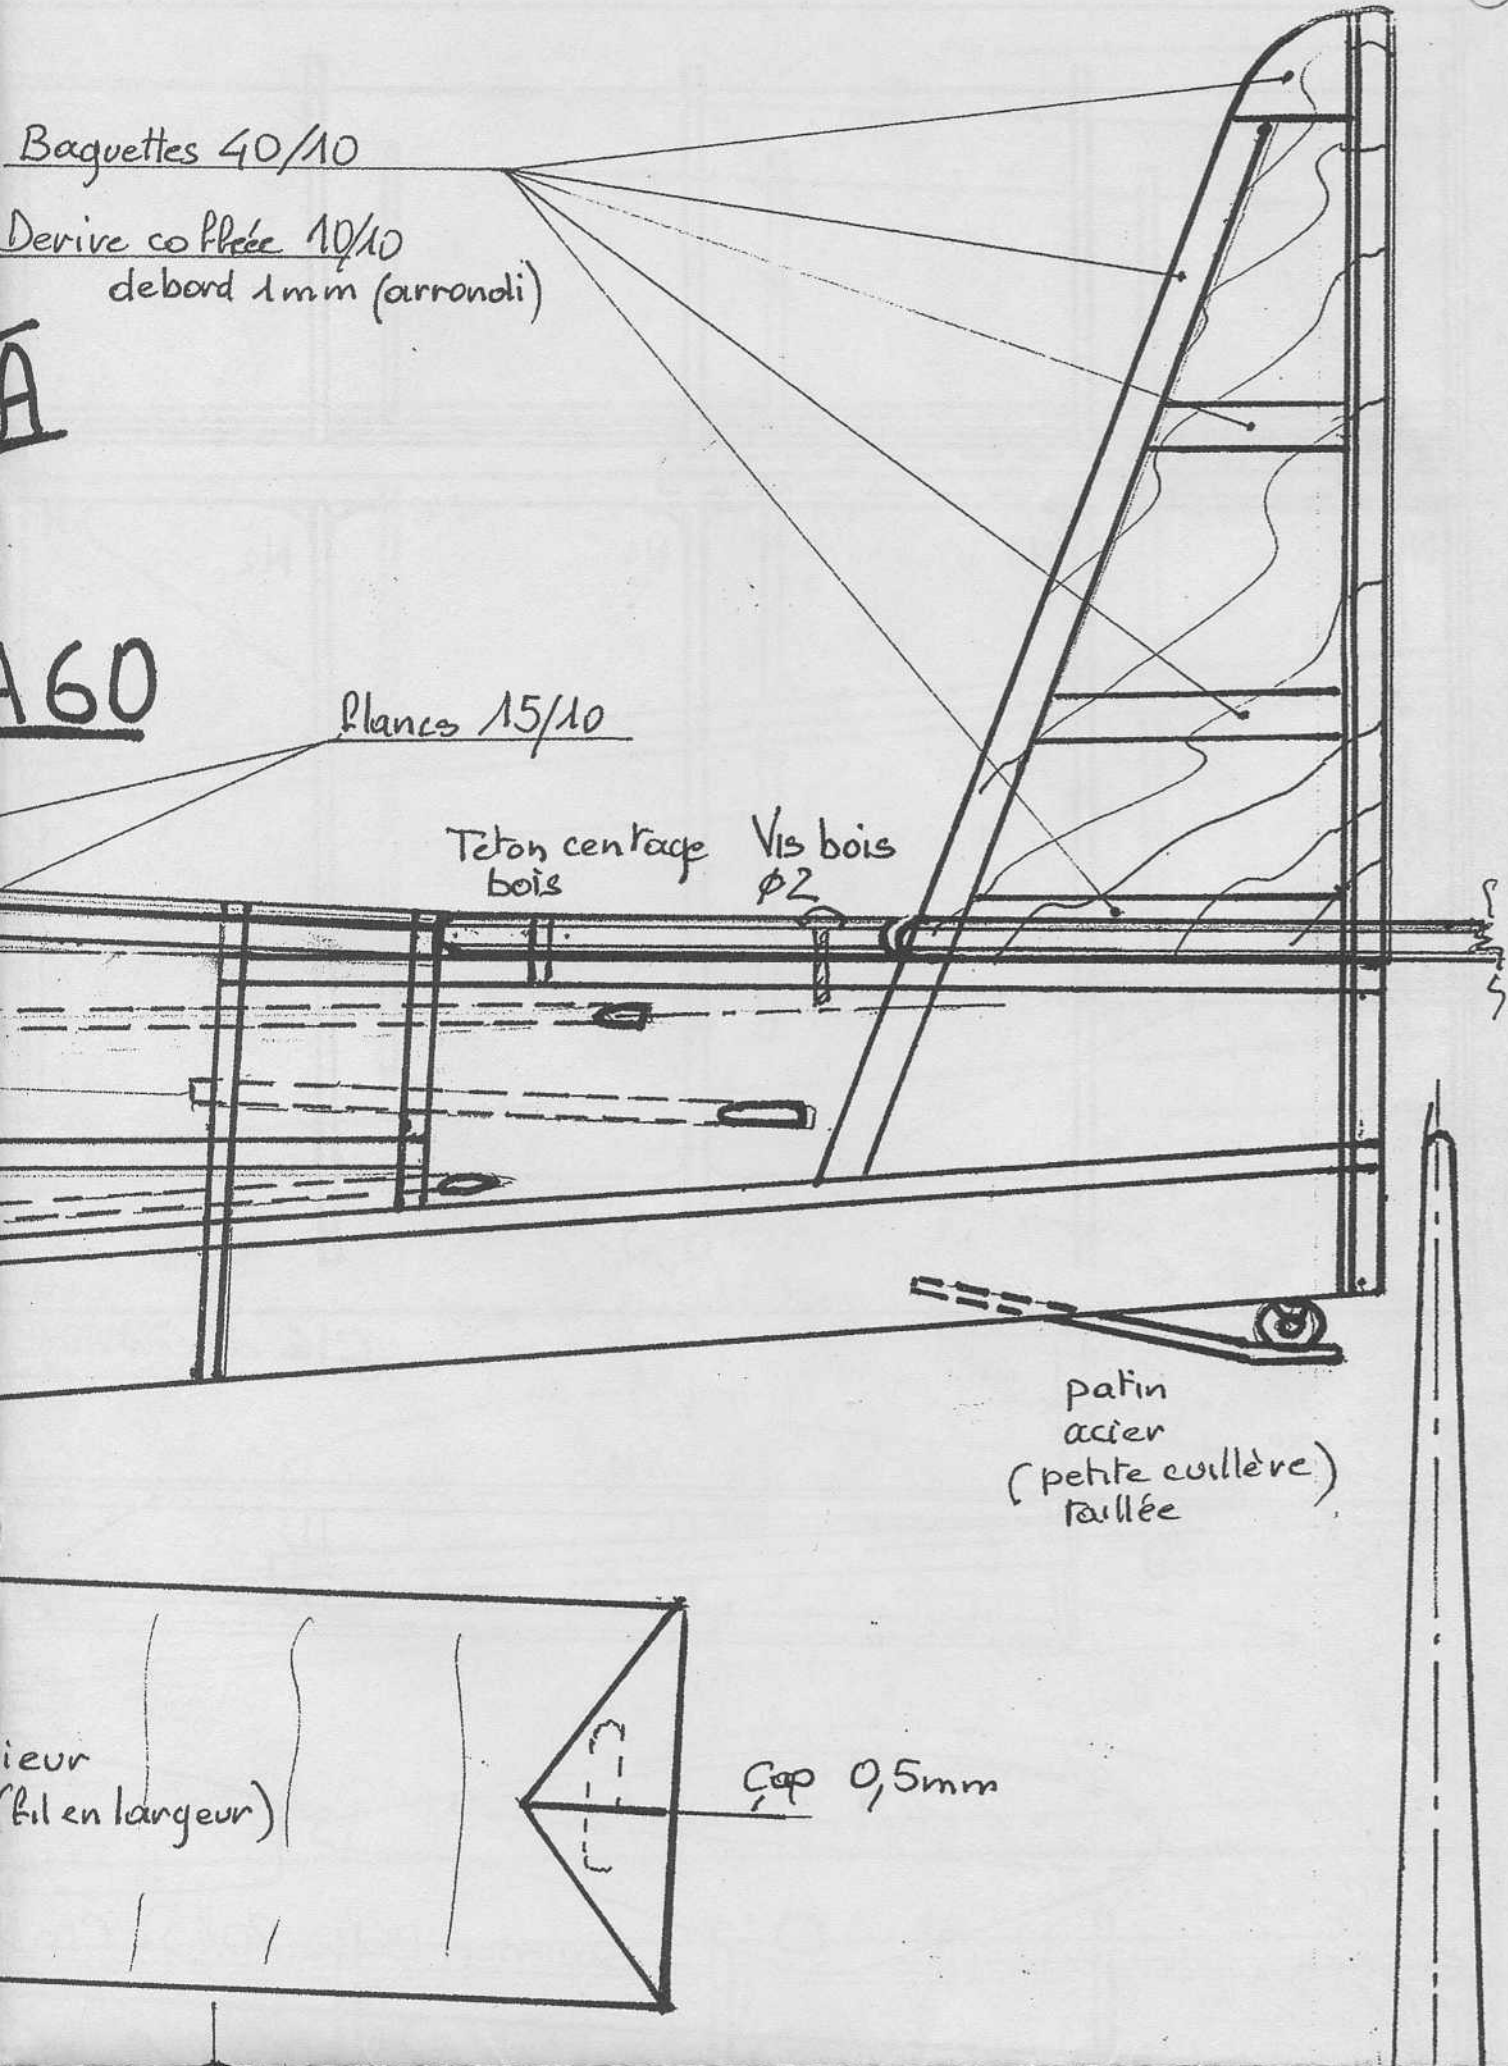 Baguettes 40/10
Derive coffrée 10/10
debord 1mm (arrondi)
A
A60
flancs 15/10
Teton centrage
bois
Vis bois
ø2
patin
acier
(petite cuillère)
taillée
ieur
(fil en largeur)
Çap 0,5mm